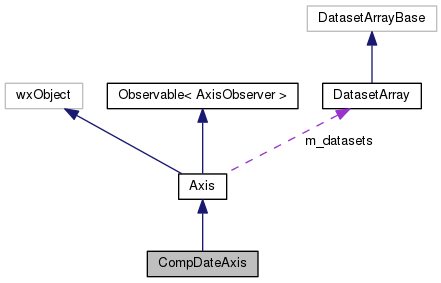 DatasetArrayBase
wxObject
Observable< AxisObserver >
DatasetArray
m_datasets
Axis
CompDateAxis